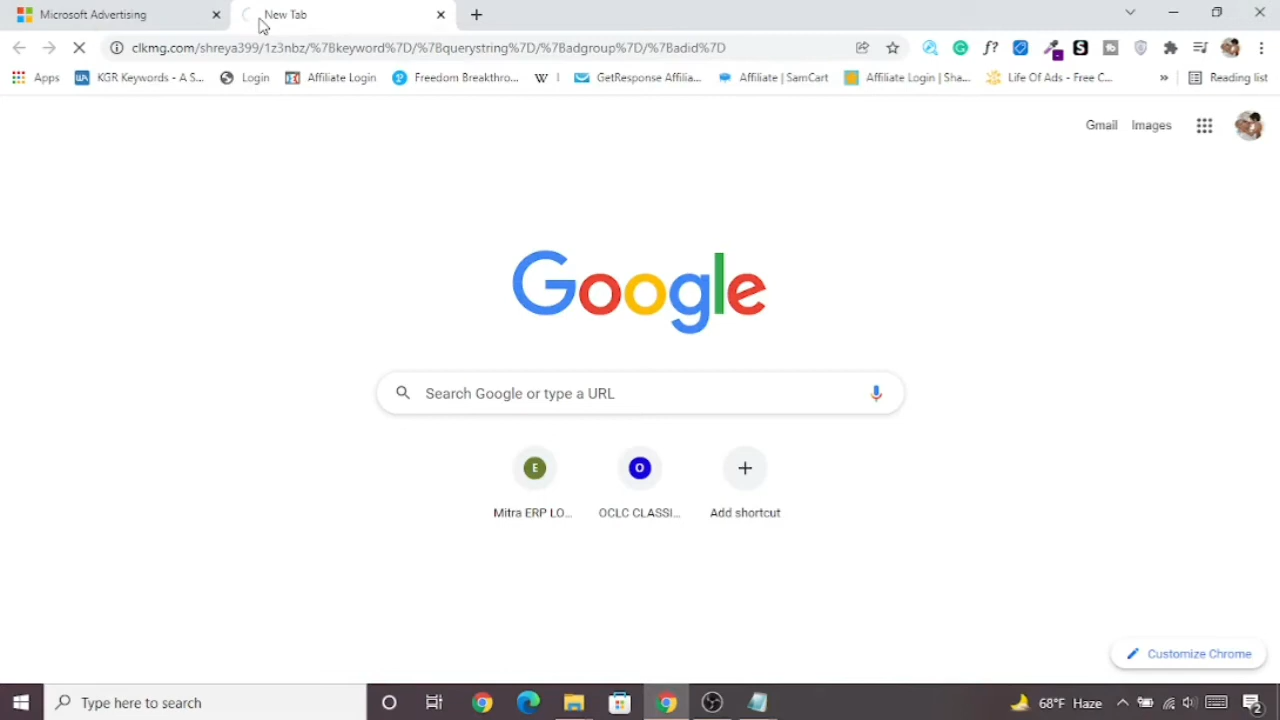 Microsoft Advertising
New Tab
clkmg.com/shreya399/1z3nbz/%7Bkeyword%7D/%7Bquerystring%7D/%7Badgroup%7D/%7Badid%7D
f?
S
Apps
KGR Keywords - A S...
Login
Affiliate Login
Freedom Breakthro...
W
GetResponse Affilia...
Affiliate | SamCart
Affiliate Login | Sha...
Life Of Ads - Free C...
»
Reading list
Gmail
Images
Google
Search Google or type a URL
E
O
Mitra ERP LO...
OCLC CLASSI...
Add shortcut
Customize Chrome
Type here to search
68°F Haze
2